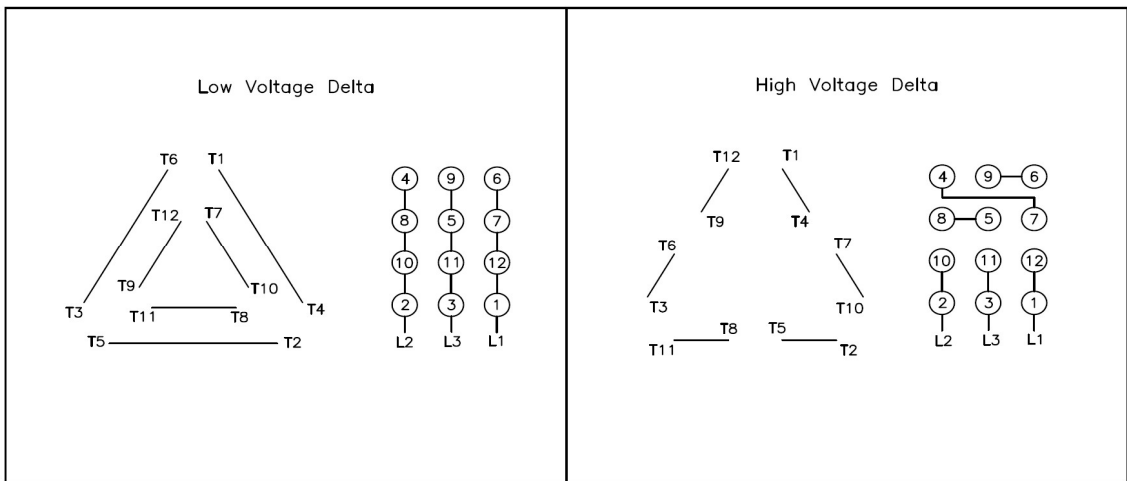 Low Voltage Delta
T6 T1
T12 T7
T9 T10
T3 T11 T8 T4
T5 T2
4 9 6
8 5 7
10 11 12
2 3 1
L2 L3 L1
High Voltage Delta
T12 T1
T9 T4
T6 T7
T3 T10
T8 T5
T11 T2
4 9 6
8 5 7
10 11 12
2 3 1
L2 L3 L1